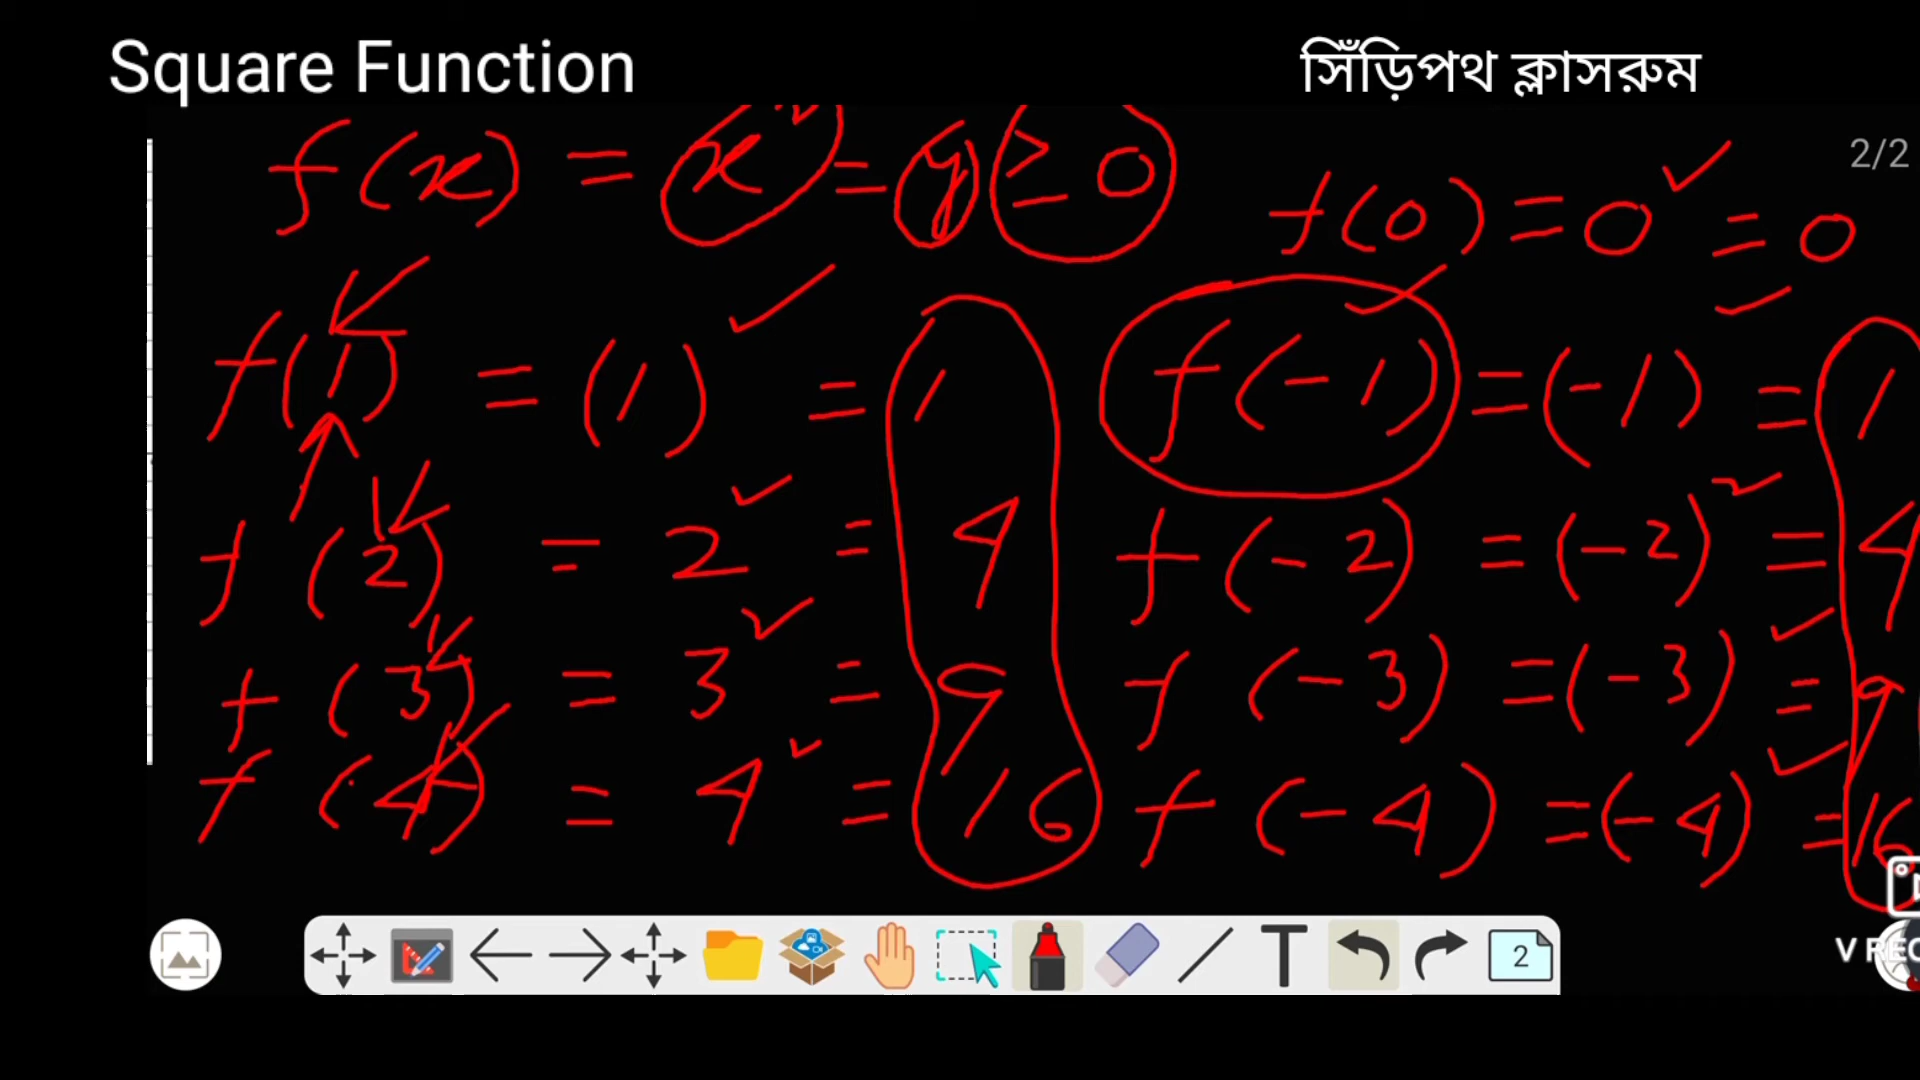 Square Function
সিঁড়িপথ ক্লাসরুম
2/2
f(x) = x² = y ≥ 0
f(0) = 0² = 0
f(1) = (1)² = 1
f(-1) = (-1)² = 1
f(2) = 2² = 4
f(-2) = (-2)² = 4
f(3) = 3² = 9
f(-3) = (-3)² = 9
f(4) = 4² = 16
f(-4) = (-4)² = 16
T
2
V REC